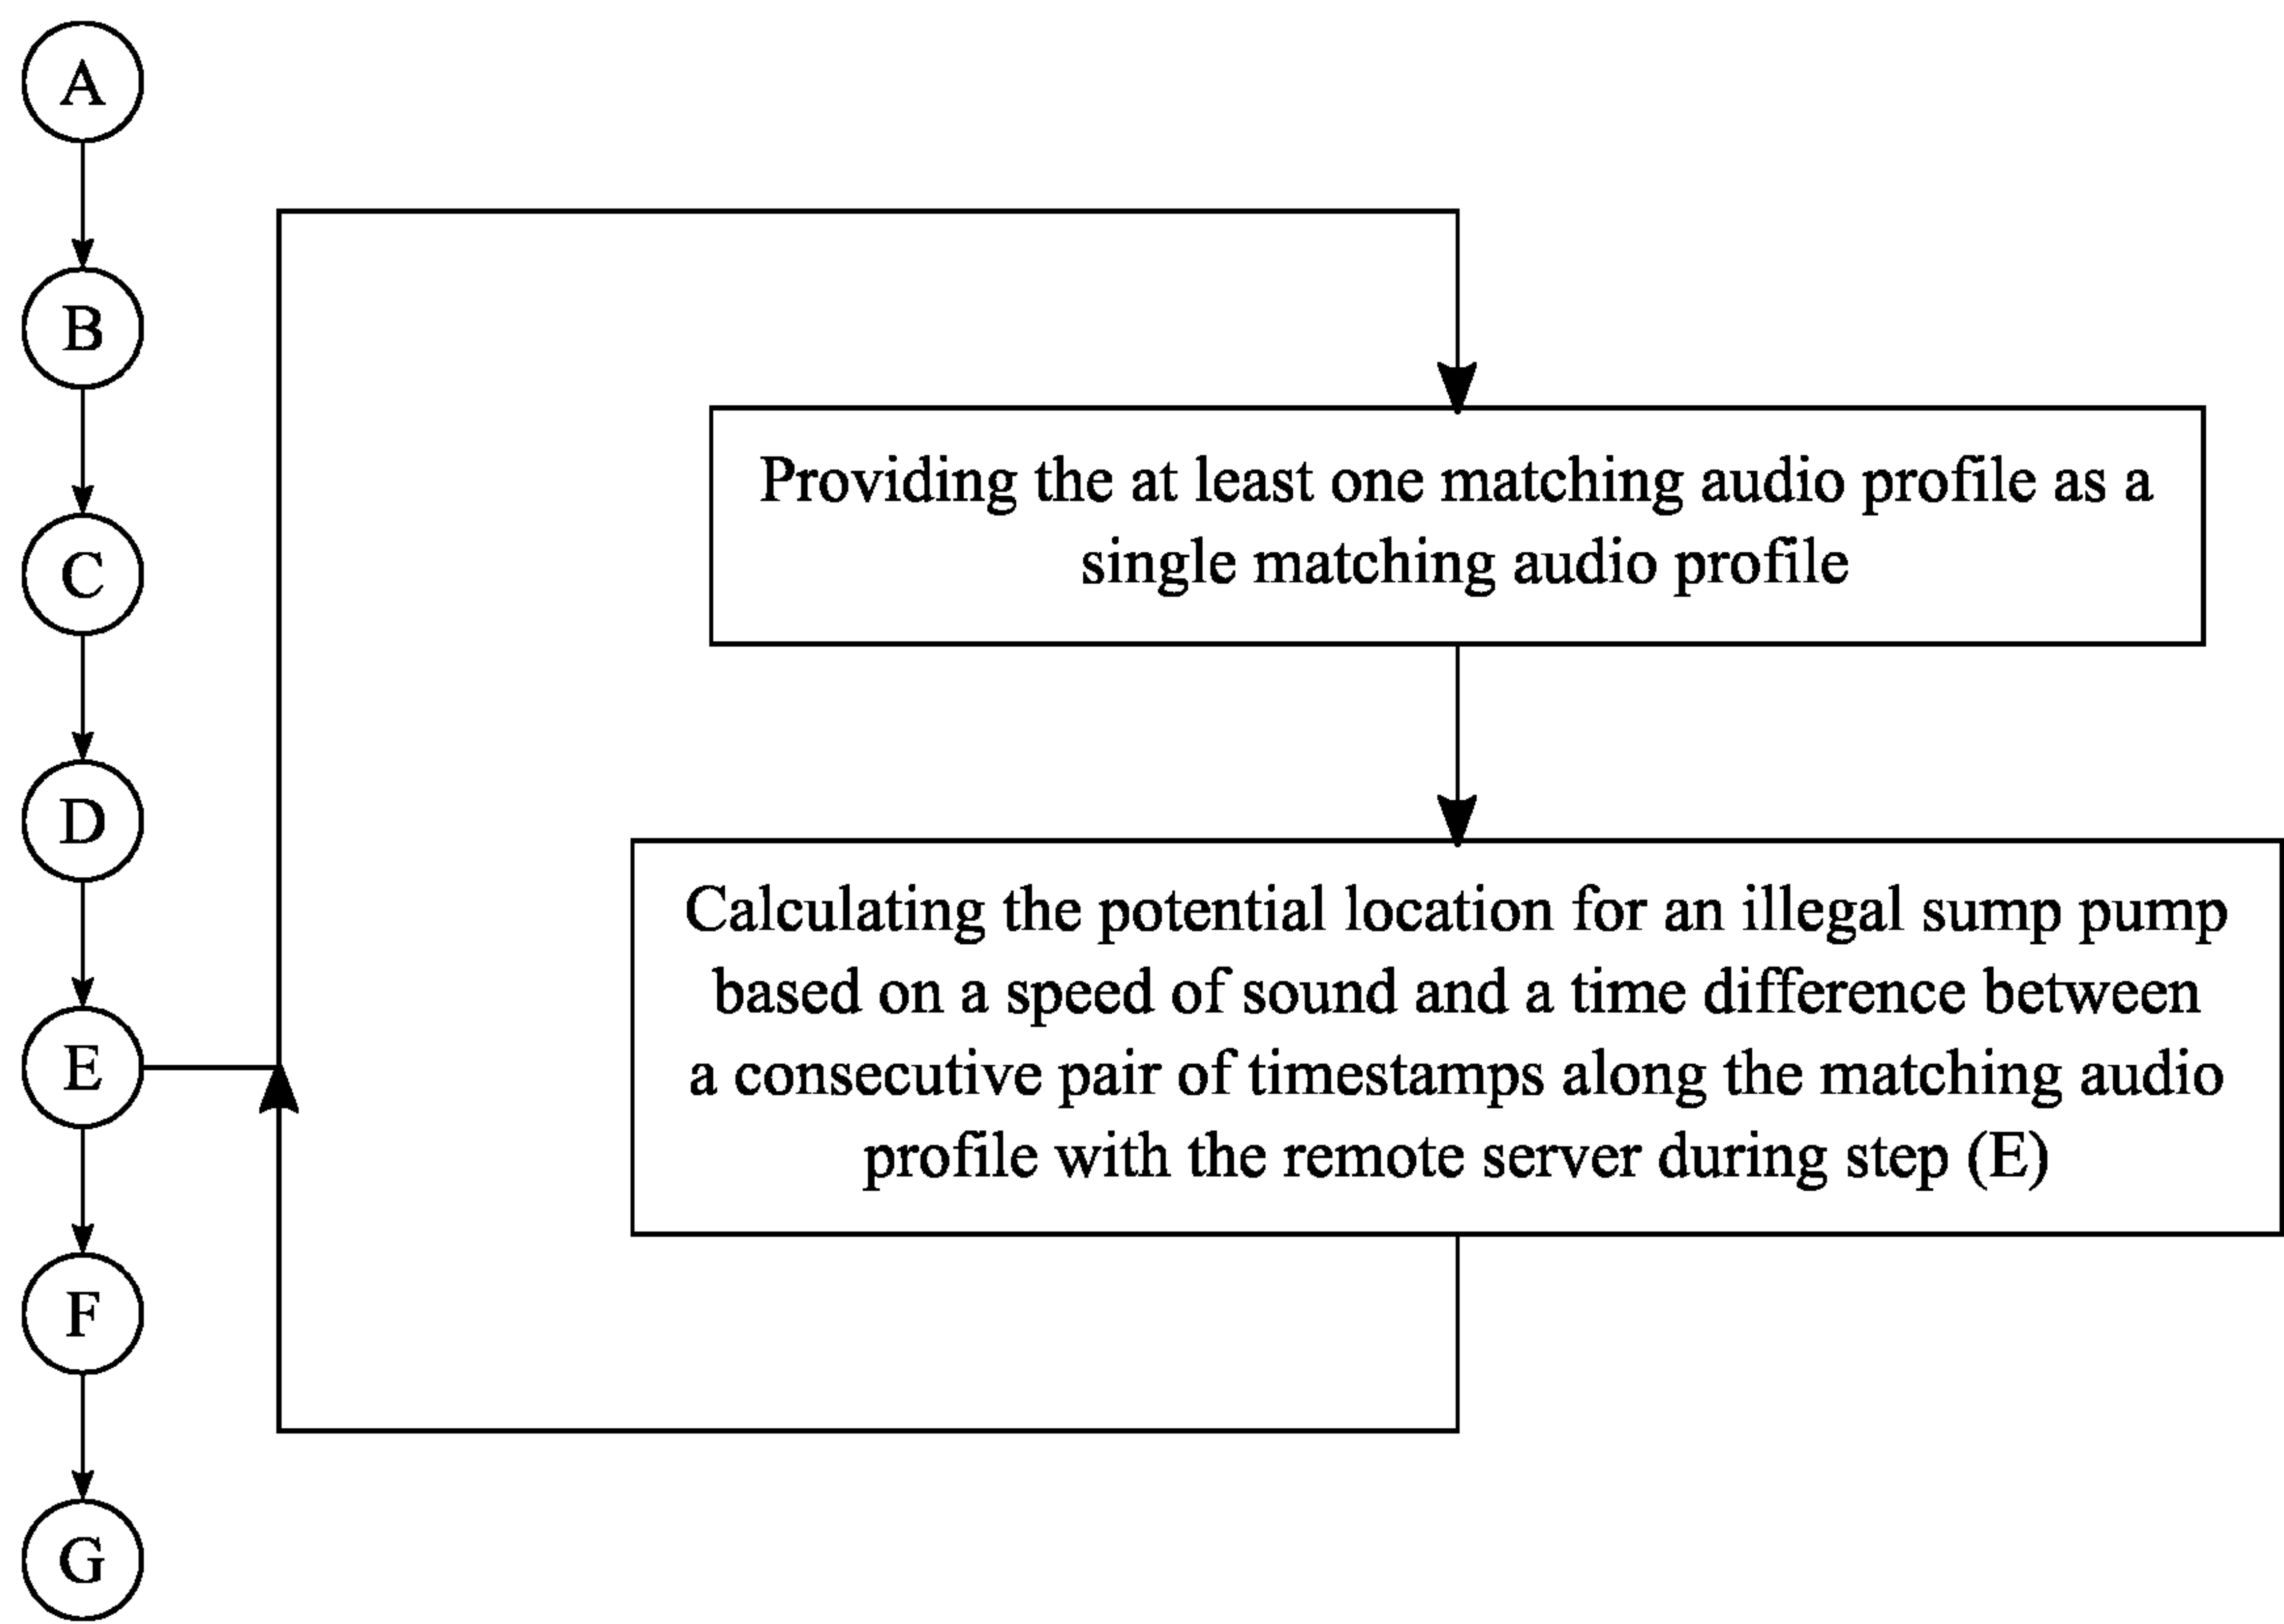 A
B
C
D
E
F
G
Providing the at least one matching audio profile as a
single matching audio profile
Calculating the potential location for an illegal sump pump
based on a speed of sound and a time difference between
a consecutive pair of timestamps along the matching audio
profile with the remote server during step (E)